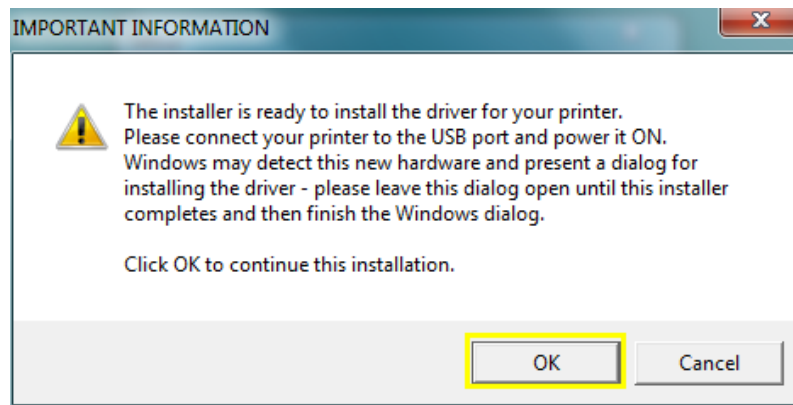 IMPORTANT INFORMATION
The installer is ready to install the driver for your printer.
Please connect your printer to the USB port and power it ON.
Windows may detect this new hardware and present a dialog for
installing the driver - please leave this dialog open until this installer
completes and then finish the Windows dialog.
Click OK to continue this installation.
OK
Cancel